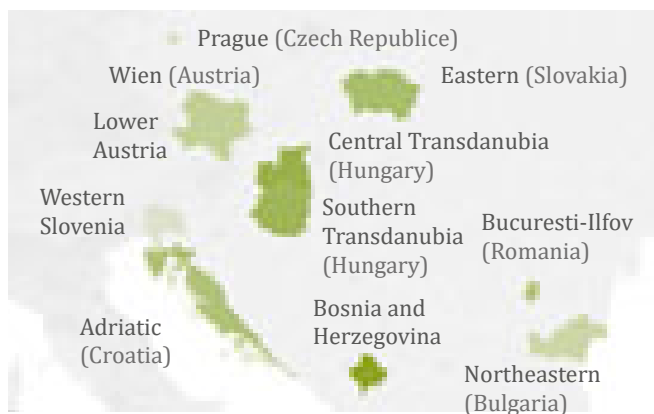 Prague (Czech Republice)
Wien (Austria)
Eastern (Slovakia)
Lower
Austria
Central Transdanubia
(Hungary)
Western
Slovenia
Southern
Transdanubia
(Hungary)
Bucuresti-Ilfov
(Romania)
Adriatic
(Croatia)
Bosnia and
Herzegovina
Northeastern
(Bulgaria)